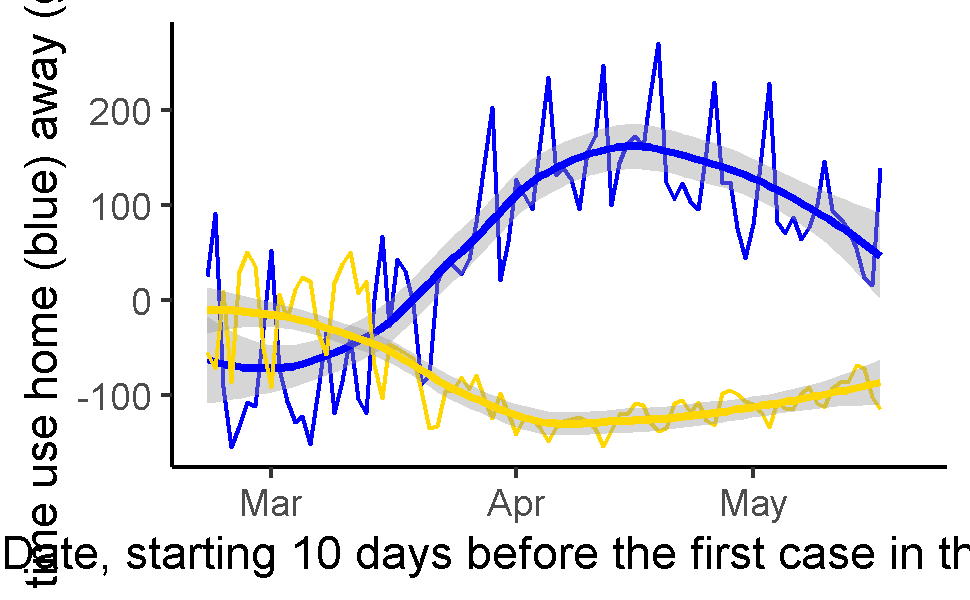 time use home (blue) away (
200
100
0
-100
Mar
Apr
May
Date, starting 10 days before the first case in th